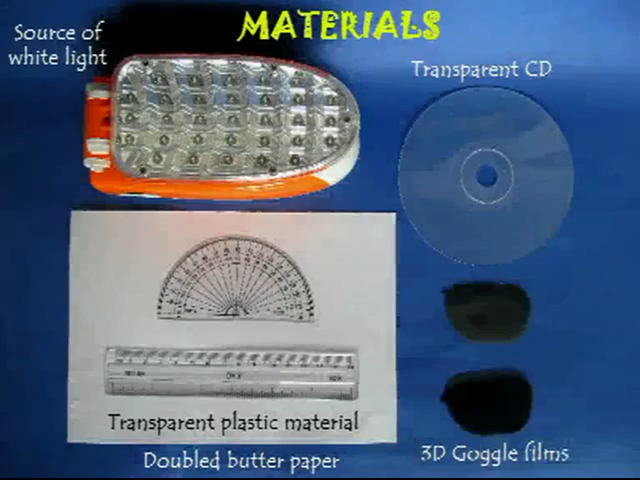 MATERIALS
Source of
white light
Transparent CD
Transparent plastic material
Doubled butter paper
3D Goggle films